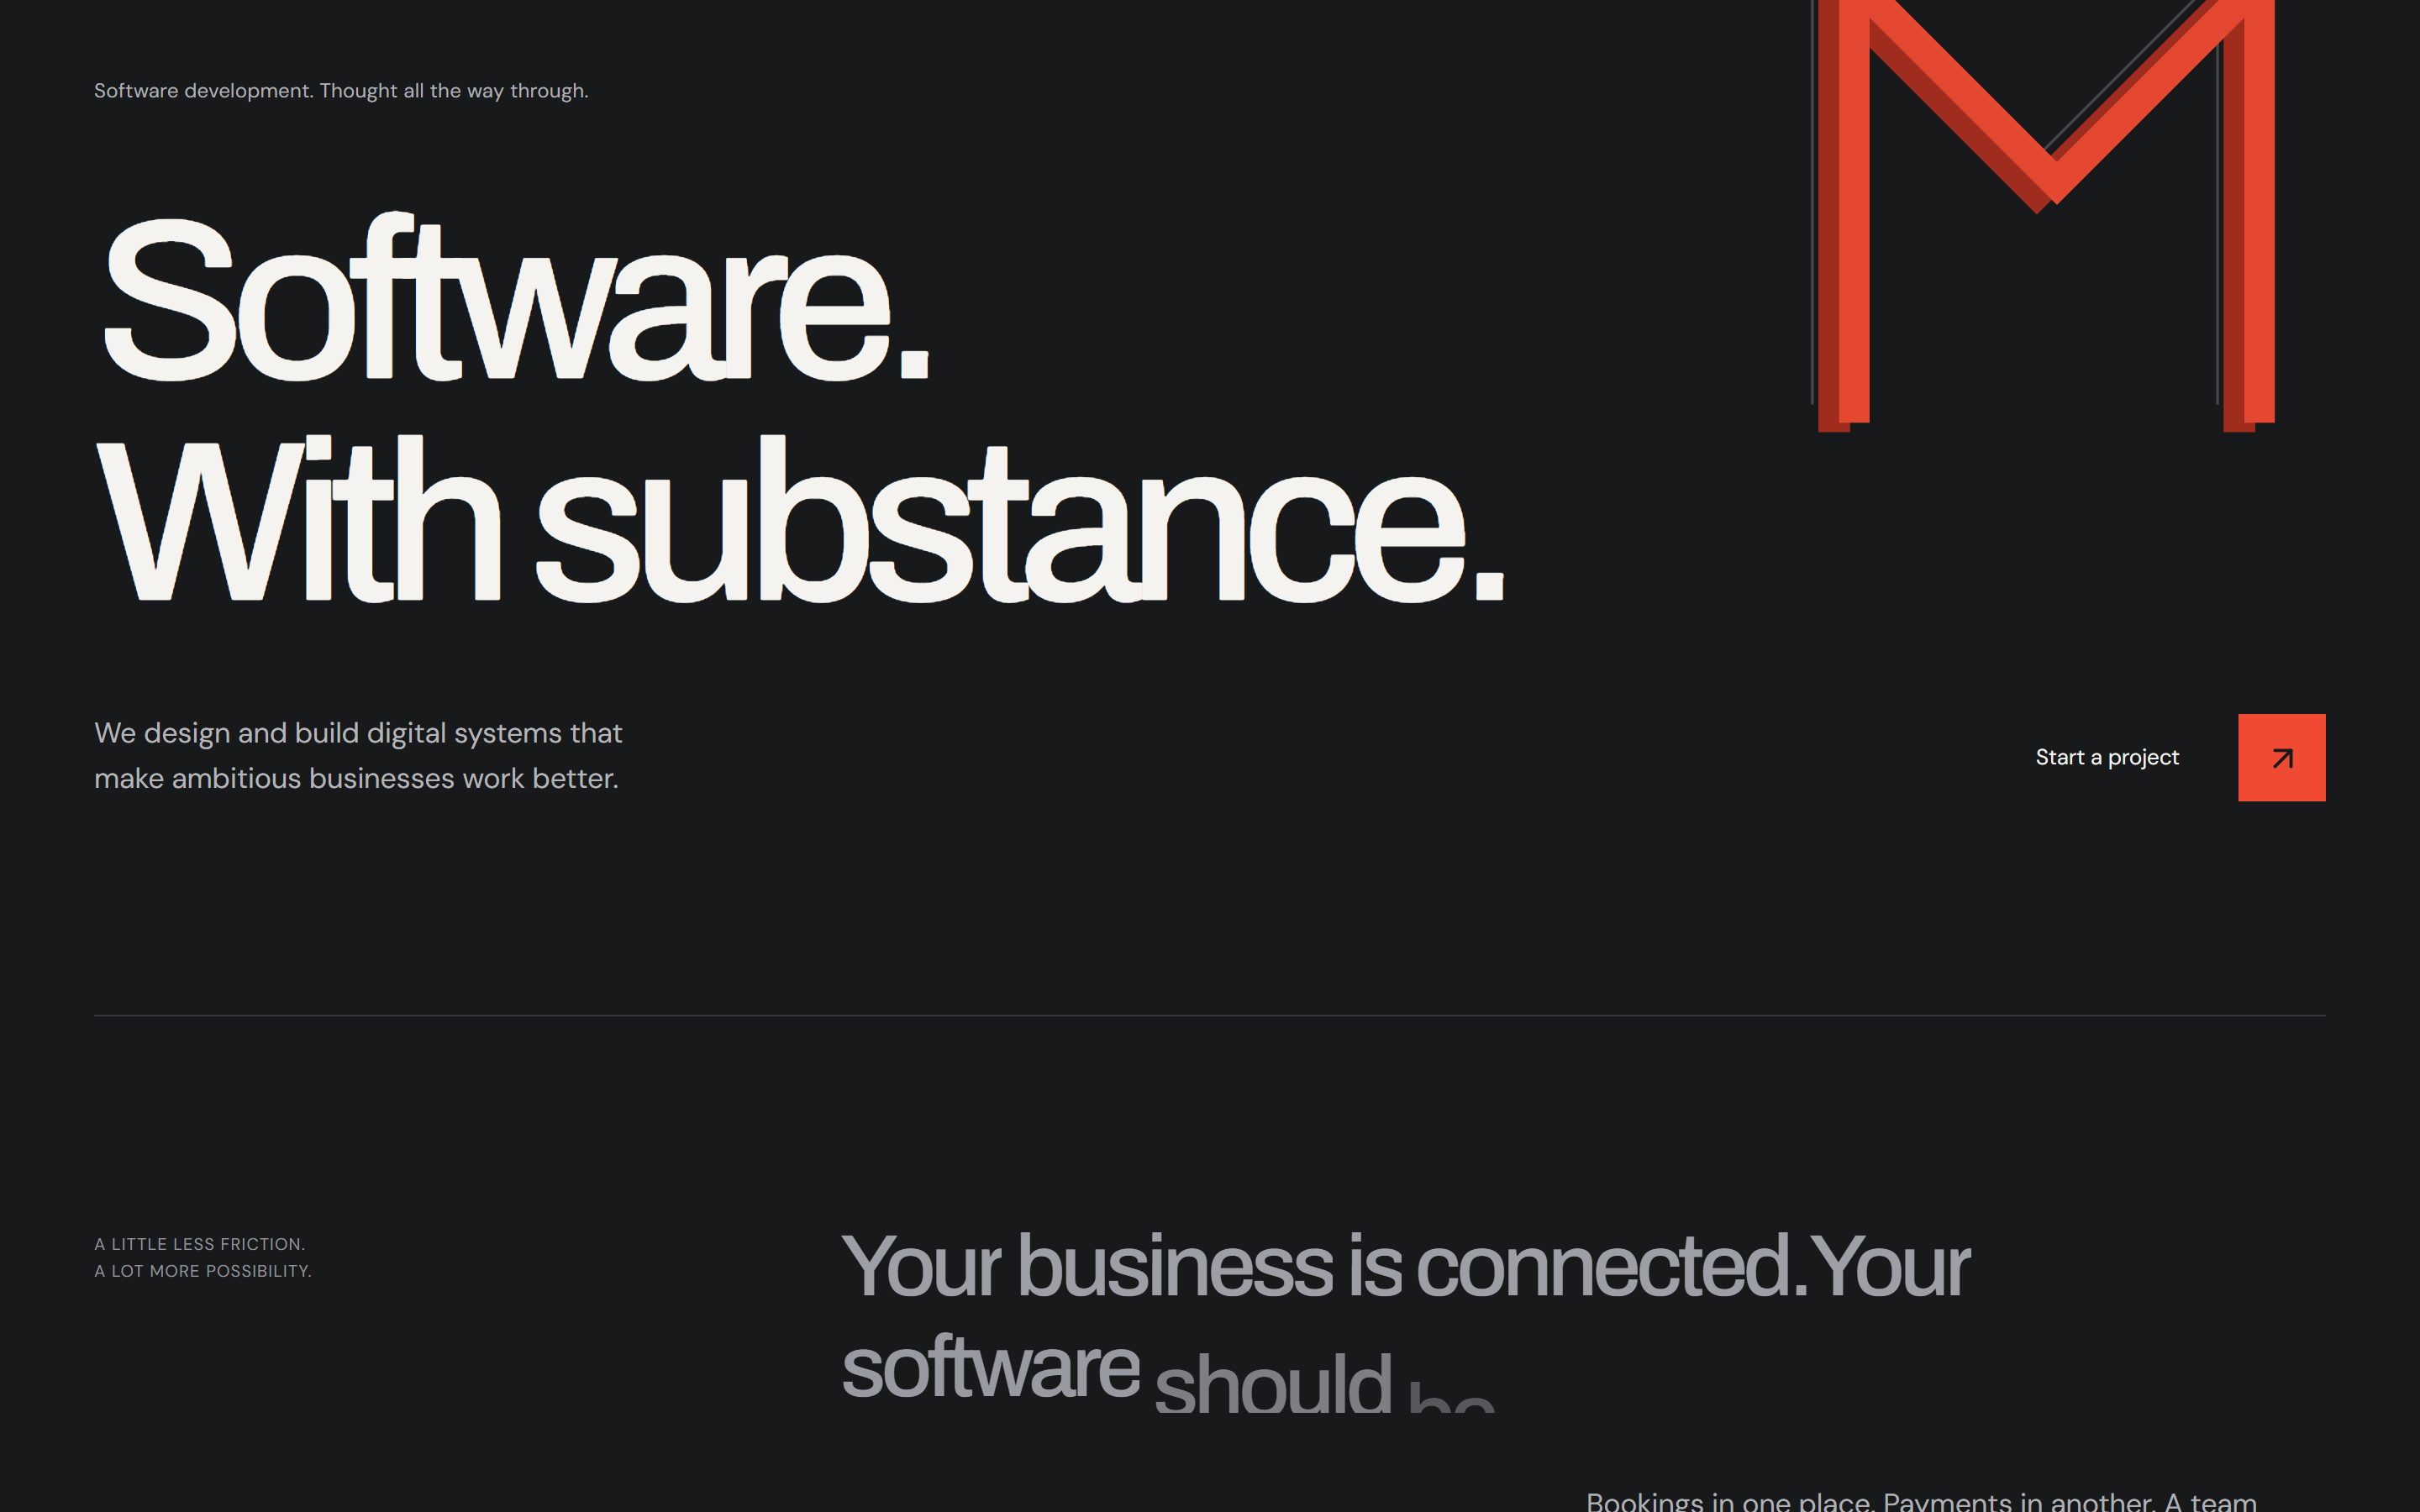 M
Software development. Thought all the way through.
Software.
With substance.
We design and build digital systems that
make ambitious businesses work better.
Start a project
A LITTLE LESS FRICTION.
A LOT MORE POSSIBILITY.
Your business is connected. Your
software should be
Bookings in one place. Payments in another. A team